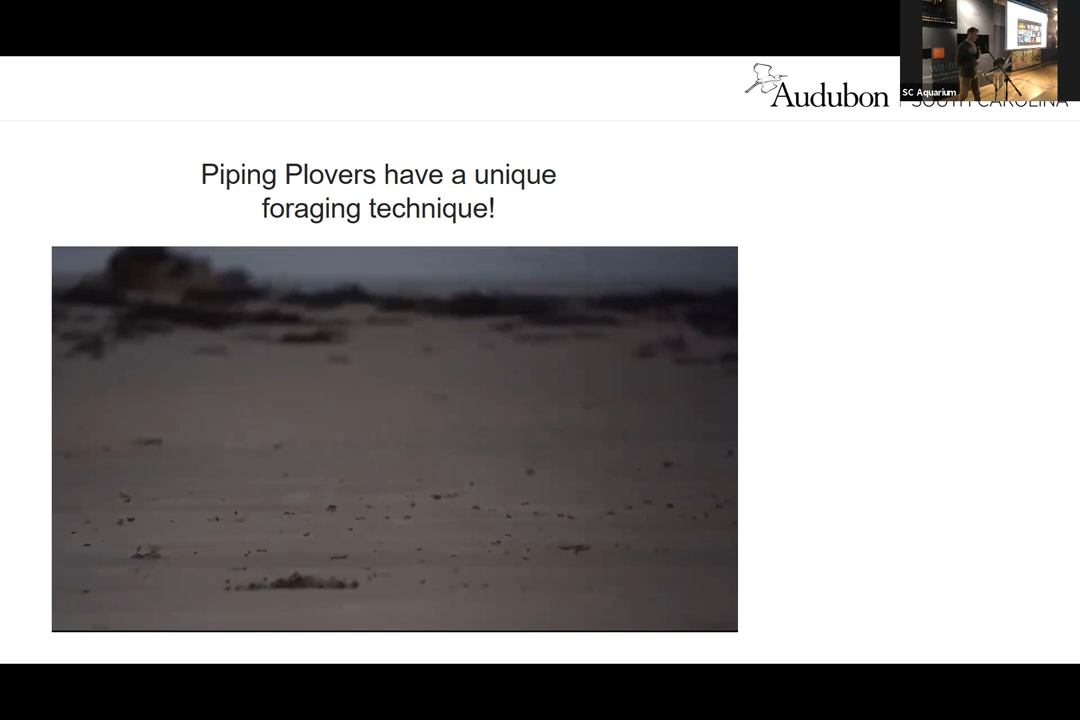 Audubon
SOUTH CAROLINA
SC Aquarium
Piping Plovers have a unique
foraging technique!